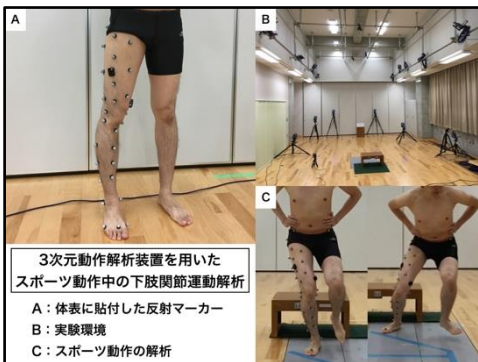 A
B
C
3次元動作解析装置を用いた
スポーツ動作中の下肢関節運動解析
A：体表に貼付した反射マーカー
B：実験環境
C：スポーツ動作の解析